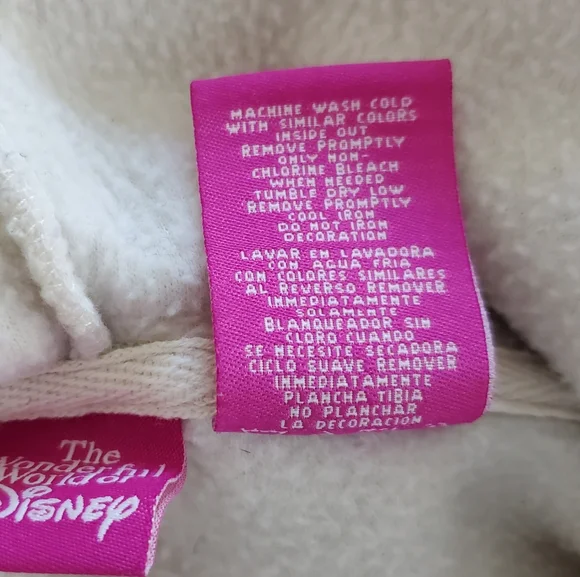 MACHINE WASH COLD
WITH SIMILAR COLORS
INSIDE OUT
REMOVE PROMPTLY
ONLY NON-
CHLORINE BLEACH
WHEN NEEDED
TUMBLE DRY LOW
REMOVE PROMPTLY
COOL IRON
DO NOT IRON
DECORATION
LAVAR EN LAVADORA
CON AGUA FRIA
CON COLORES SIMILARES
AL REVERSO REMOVER
INMEDIATAMENTE
SOLAMENTE
BLANQUEADOR SIN
CLORO CUANDO
SE NECESITE SECADORA
CICLO SUAVE REMOVER
INMEDIATAMENTE
PLANCHA TIBIA
NO PLANCHAR
LA DECORACION
The
Wonderful
World of
DISNEY